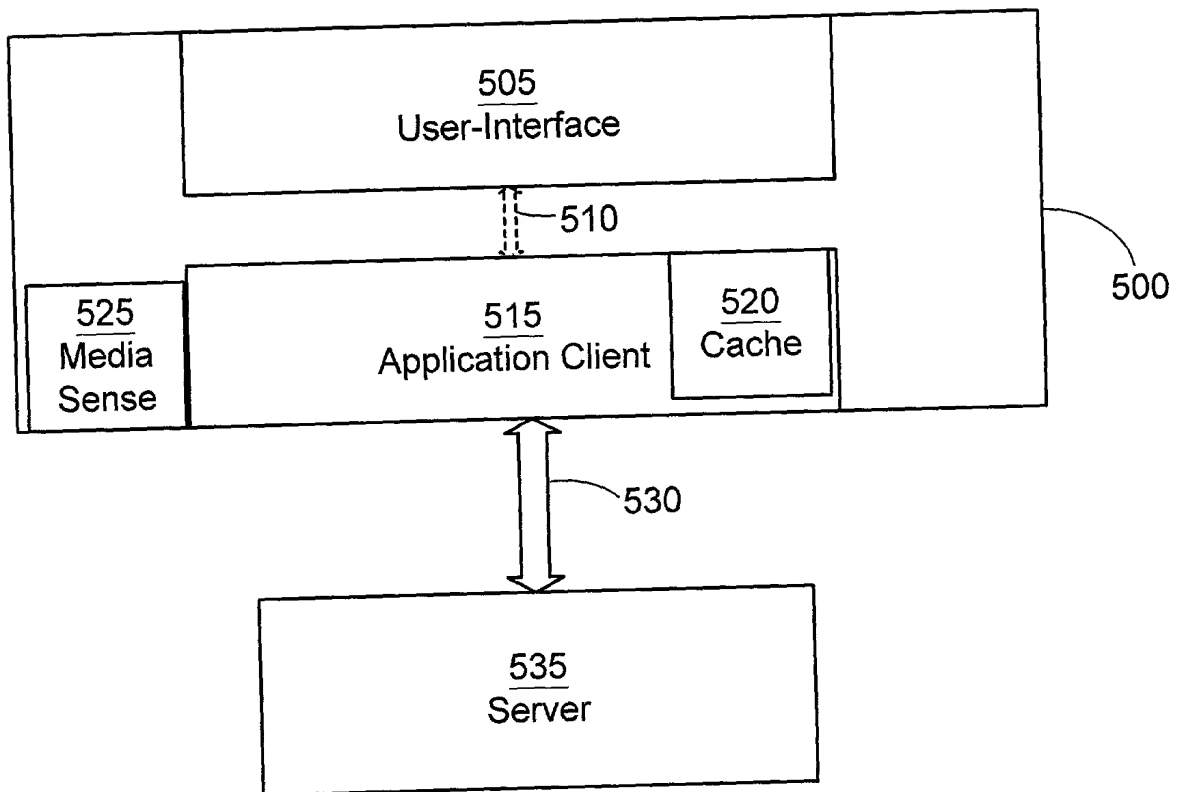 505
User-Interface
510
500
525
Media
Sense
515
Application Client
520
Cache
530
535
Server